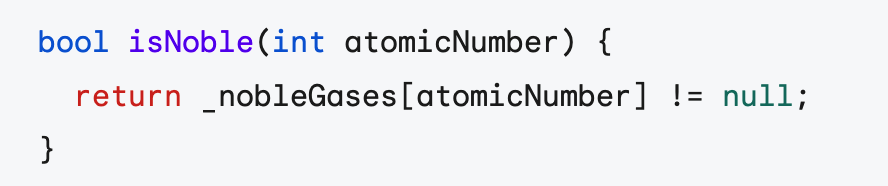 bool isNoble(int atomicNumber) {
  return _nobleGases[atomicNumber] != null;
}